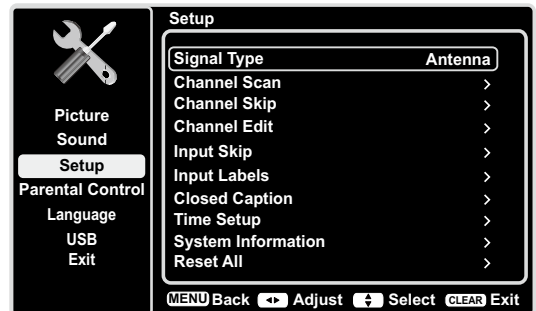 Setup
Picture
Sound
Setup
Parental Control
Language
USB
Exit
Signal Type Antenna
Channel Scan >
Channel Skip >
Channel Edit >
Input Skip >
Input Labels >
Closed Caption >
Time Setup >
System Information >
Reset All >
MENU Back Adjust Select CLEAR Exit